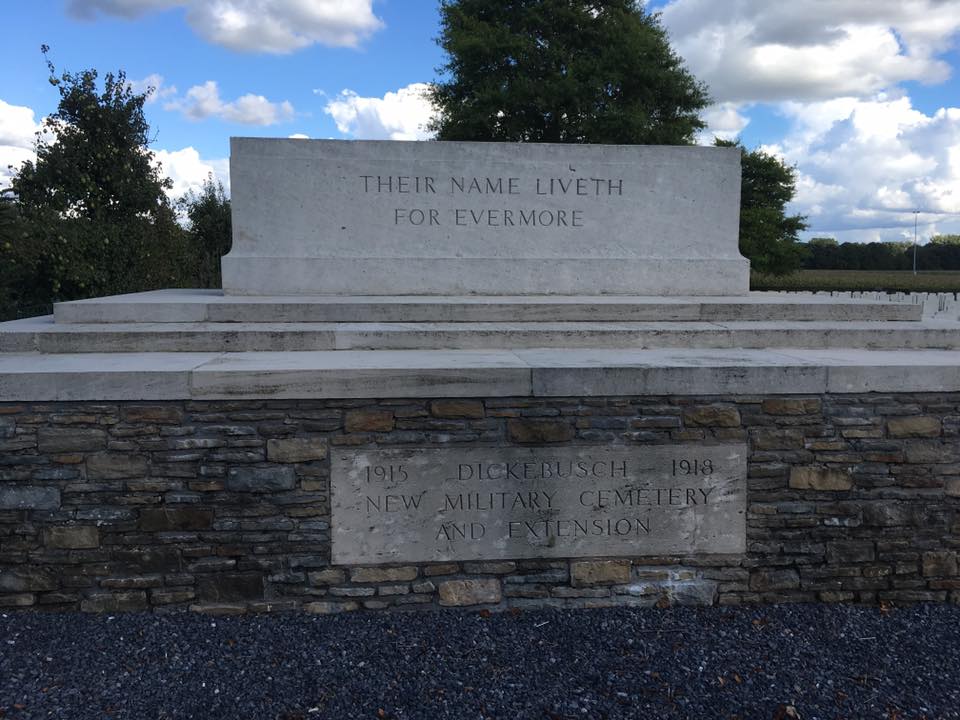 THEIR NAME LIVETH
FOR EVERMORE
1915 DICKEBUSCH 1918
NEW MILITARY CEMETERY
AND EXTENSION